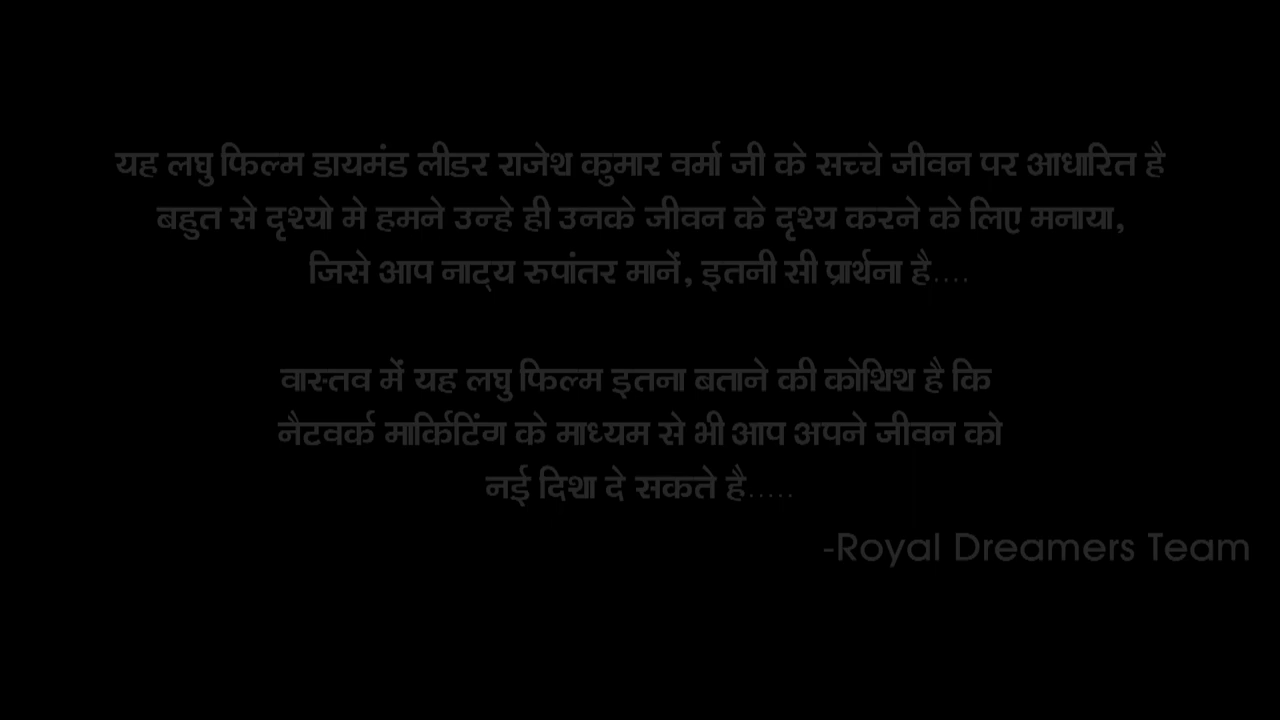 यह लघु फिल्म डायमंड लीडर राजेश कुमार वर्मा जी के सच्चे जीवन पर आधारित है
बहुत से दृश्यो मे हमने उन्हे ही उनके जीवन के दृश्य करने के लिए मनाया,
जिसे आप नाट्य रुपांतर मानें, इतनी सी प्रार्थना है....
वास्तव में यह लघु फिल्म इतना बताने की कोशिश है कि
नैटवर्क मार्किटिंग के माध्यम से भी आप अपने जीवन को
नई दिशा दे सकते है.....
-Royal Dreamers Team